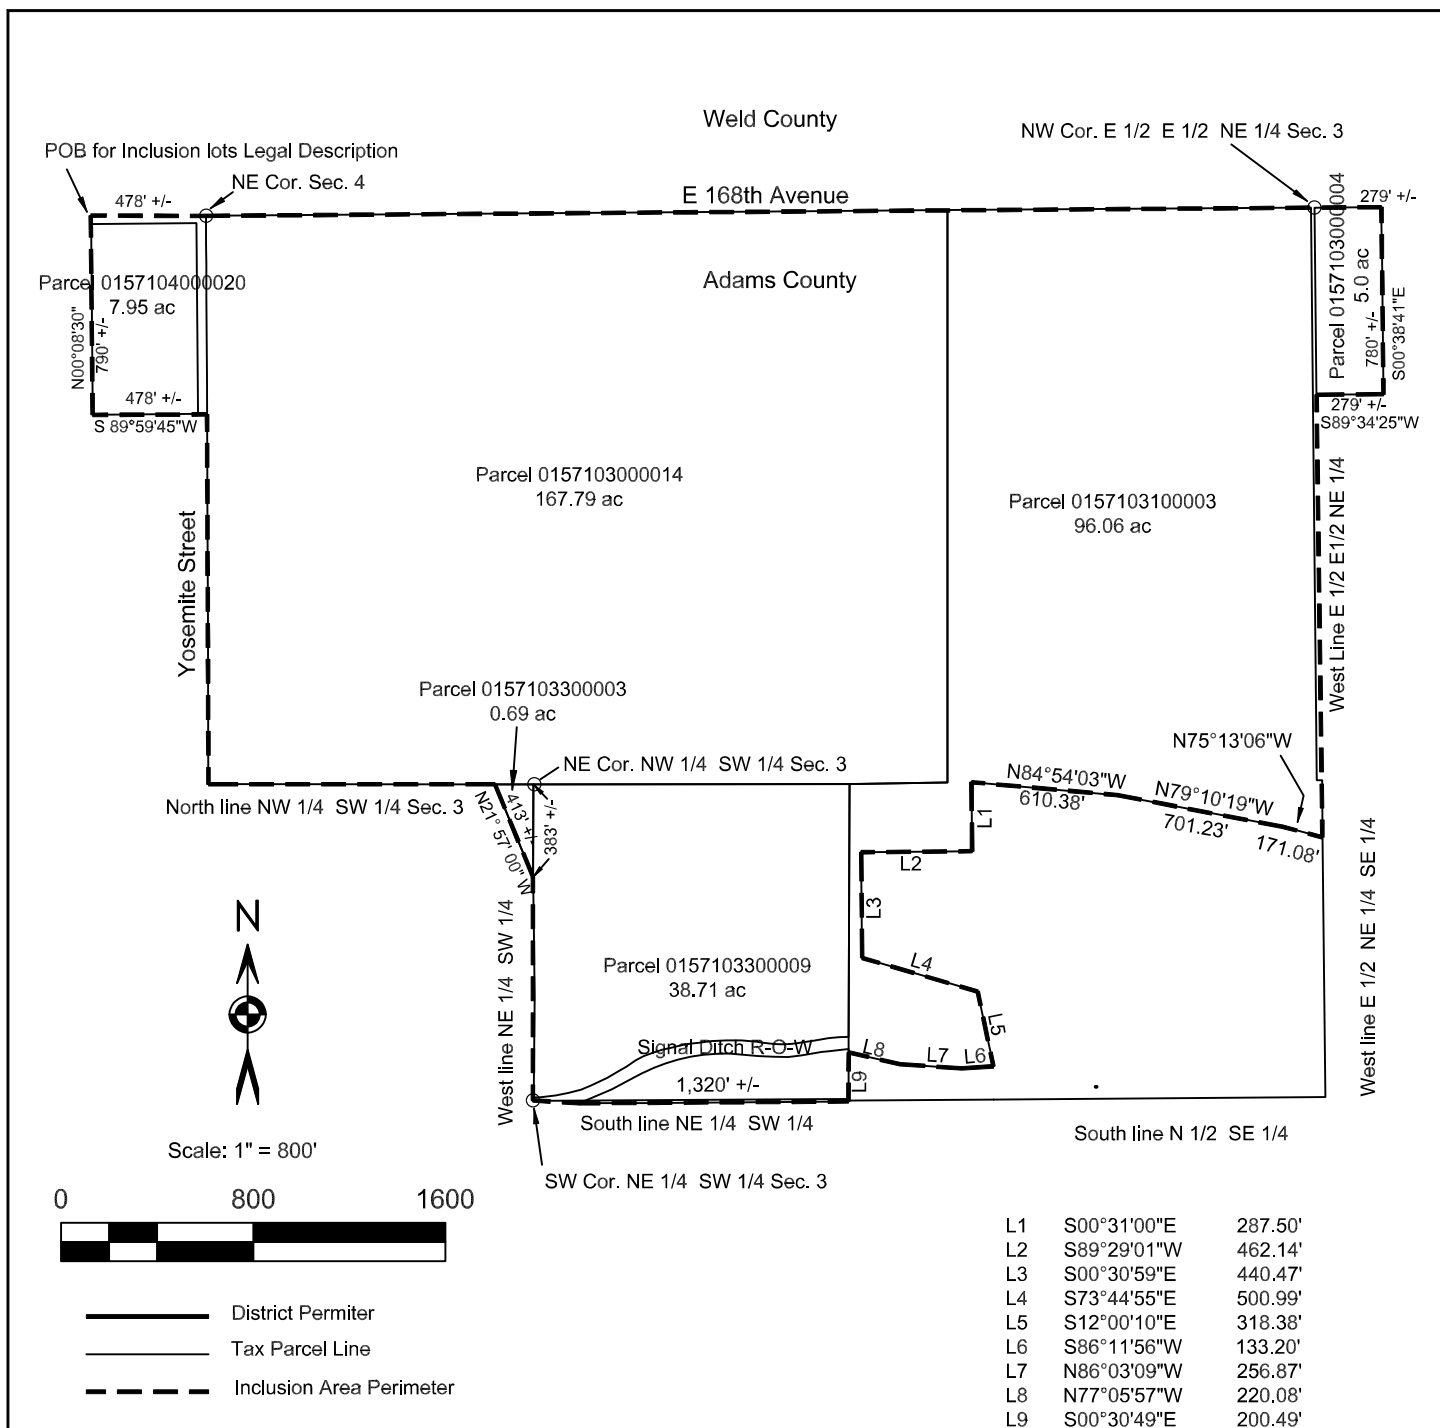 Weld County
NW Cor. E 1/2 E 1/2 NE 1/4 Sec. 3
POB for Inclusion lots Legal Description
NE Cor. Sec. 4
478' +/-
E 168th Avenue
279' +/-
Parcel 0157103000004
5.0 ac
780' +/-
S00°38'41"E
Adams County
Parcel 0157104000020
7.95 ac
N00°08'30"
790' +/-
478' +/-
S 89°59'45"W
279' +/-
S89°34'25"W
Parcel 0157103000014
167.79 ac
Parcel 0157103100003
96.06 ac
West Line E 1/2 E1/2 NE 1/4
Yosemite Street
Parcel 0157103300003
0.69 ac
N75°13'06"W
NE Cor. NW 1/4 SW 1/4 Sec. 3
N84°54'03"W
610.38'
N79°10'19"W
701.23'
171.08'
North line NW 1/4 SW 1/4 Sec. 3
413' +/-
N21° 57' 00" W
383' +/-
L1
L2
L3
L4
L5
L6
L7
L8
L9
N
West line NE 1/4 SW 1/4
West line E 1/2 NE 1/4 SE 1/4
Parcel 0157103300009
38.71 ac
Signal Ditch R-O-W
1,320' +/-
South line NE 1/4 SW 1/4
South line N 1/2 SE 1/4
Scale: 1" = 800'
SW Cor. NE 1/4 SW 1/4 Sec. 3
0 800 1600
District Permiter
Tax Parcel Line
Inclusion Area Perimeter
L1 S00°31'00"E 287.50'
L2 S89°29'01"W 462.14'
L3 S00°30'59"E 440.47'
L4 S73°44'55"E 500.99'
L5 S12°00'10"E 318.38'
L6 S86°11'56"W 133.20'
L7 N86°03'09"W 256.87'
L8 N77°05'57"W 220.08'
L9 S00°30'49"E 200.49'